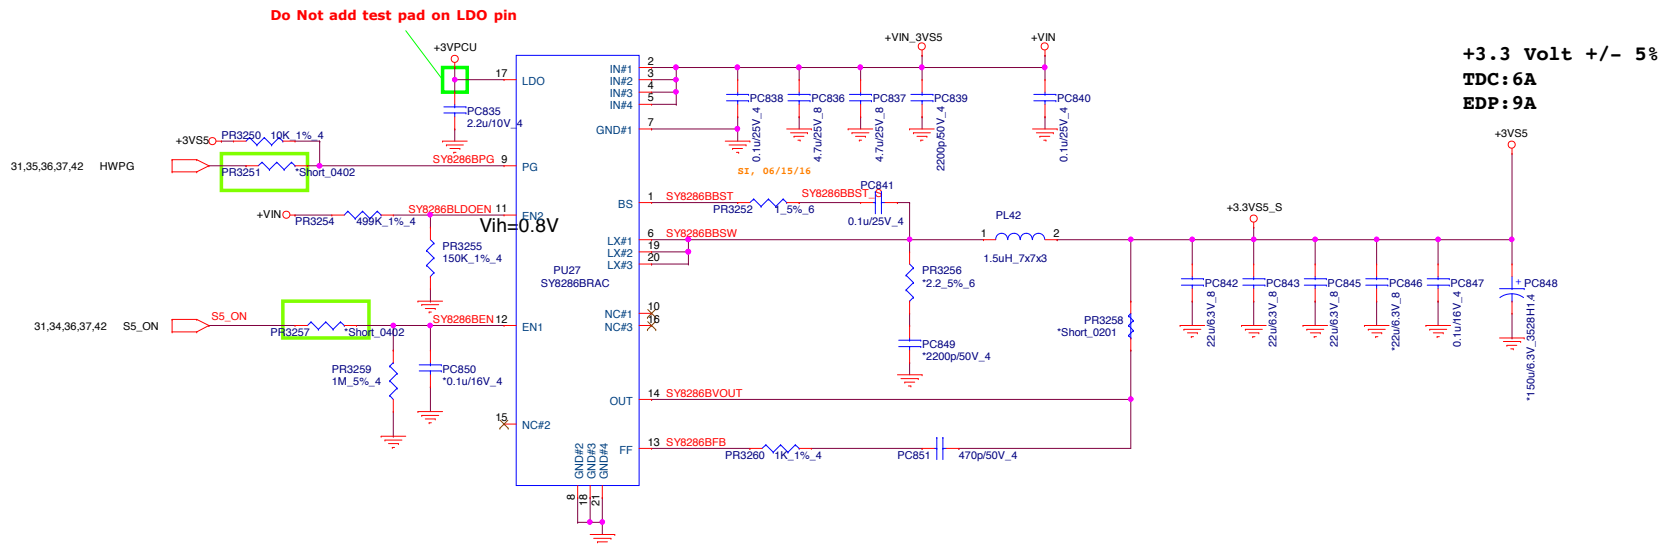 Do Not add test pad on LDO pin
+3VPCU
17
LDO
PC835
2.2u/10V_4
+3VS5
PR3250
10K_1%_4
31,35,36,37,42
HWPG
PR3251
*Short_0402
SY8286BPG
9
PG
+VIN
PR3254
499K_1%_4
SY8286BLDOEN
11
EN2
Vih=0.8V
PR3255
150K_1%_4
PU27
SY8286BRAC
31,34,36,37,42
S5_ON
S5_ON
PR3257
*Short_0402
SY8286BEN
12
EN1
PR3259
1M_5%_4
PC850
*0.1u/16V_4
15
NC#2
GND#2
GND#3
GND#4
8
18
21
IN#1
2
IN#2
3
IN#3
4
IN#4
5
GND#1
7
+VIN_3VS5
+VIN
PC838
0.1u/25V_4
PC836
4.7u/25V_8
PC837
4.7u/25V_8
PC839
2200p/50V_4
PC840
0.1u/25V_4
SI, 06/15/16
BS
1
SY8286BBST
PR3252
1_5%_6
SY8286BBST_S
PC841
0.1u/25V_4
LX#1
6
SY8286BBSW
LX#2
19
LX#3
20
PL42
1
2
1.5uH_7x7x3
PR3256
*2.2_5%_6
PC849
*2200p/50V_4
NC#1
10
NC#3
16
PR3258
*Short_0201
OUT
14
SY8286BVOUT
FF
13
SY8286BFB
PR3260
1K_1%_4
PC851
470p/50V_4
+3.3VS5_S
PC842
22u/6.3V_8
PC843
22u/6.3V_8
PC845
22u/6.3V_8
PC846
*22u/6.3V_8
PC847
0.1u/16V_4
+
PC848
*150u/6.3V_3528H1.4
+3VS5
+3.3 Volt +/- 5%
TDC:6A
EDP:9A